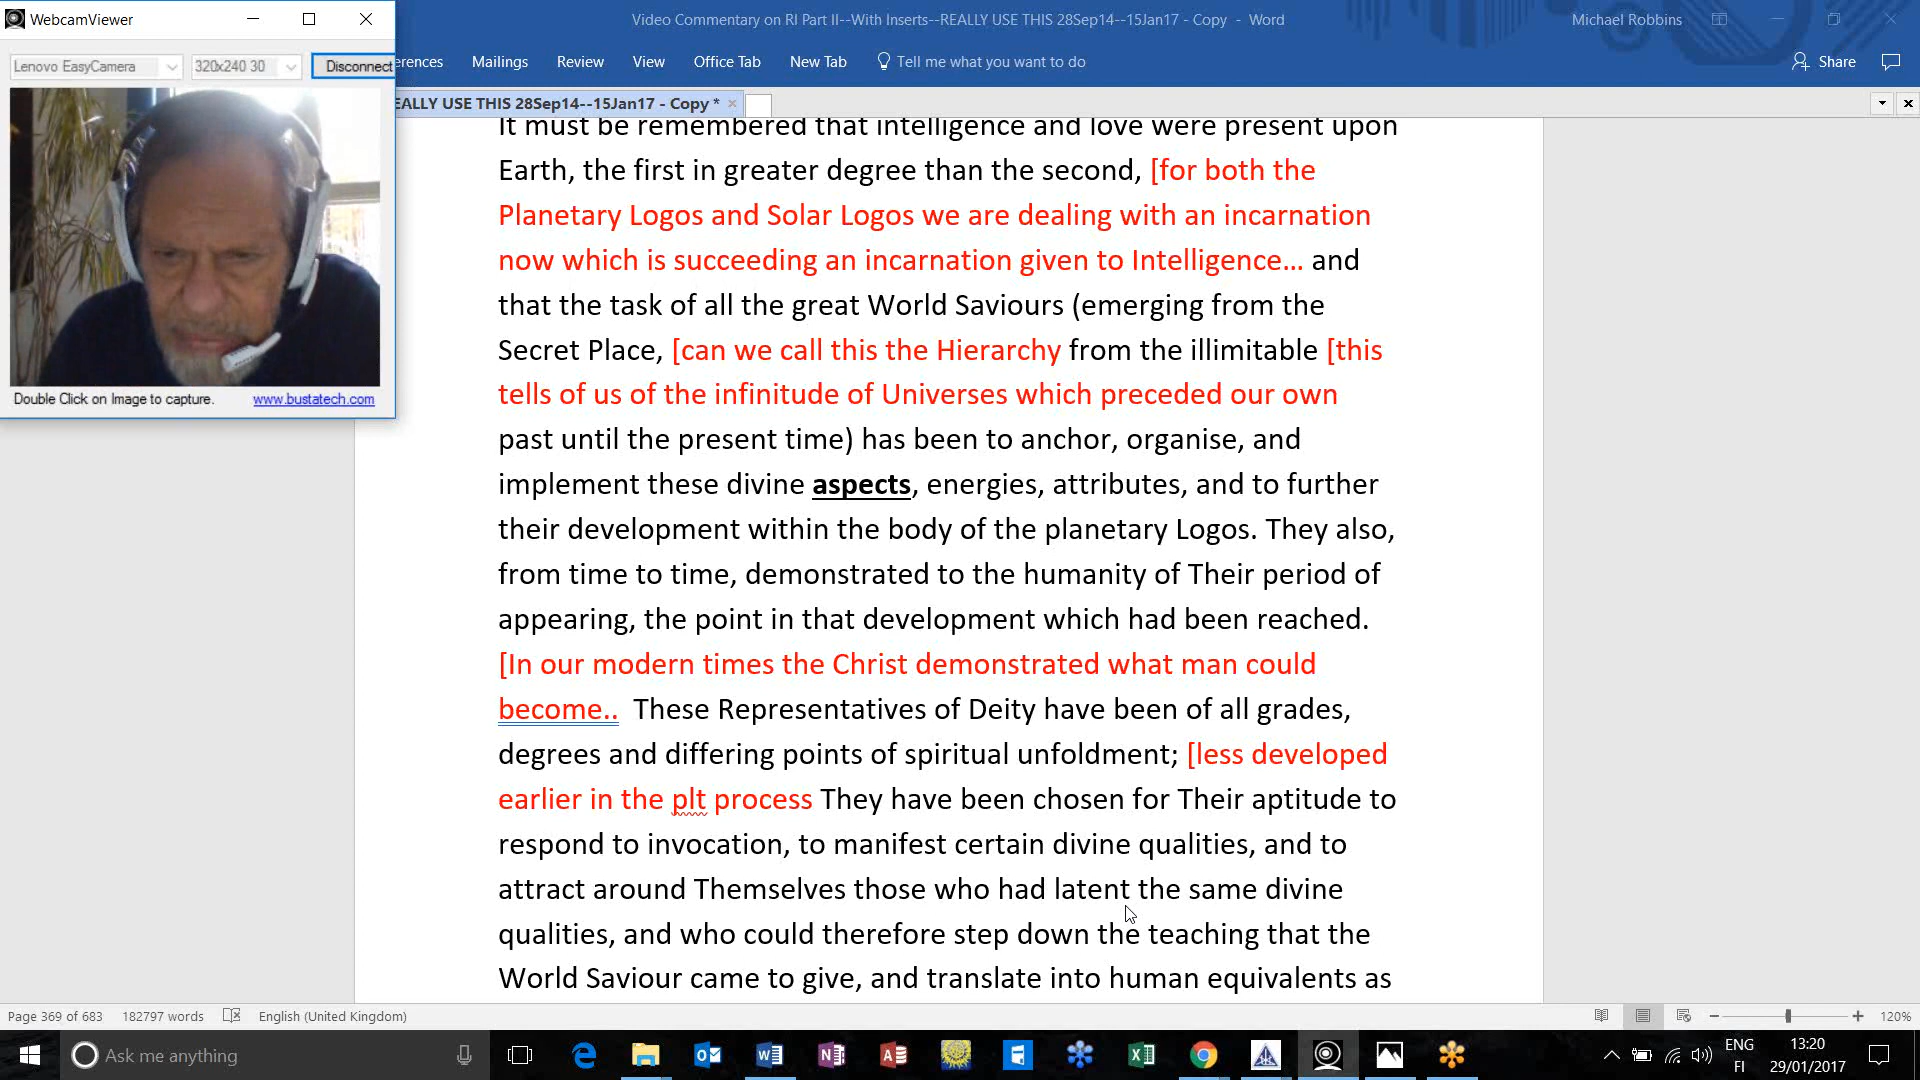 WebcamViewer
Video Commentary on RI Part II--With Inserts--REALLY USE THIS 28Sep14--15Jan17 - Copy - Word
Michael Robbins
Lenovo EasyCamera
320x240 30
Disconnect
erences
Mailings
Review
View
Office Tab
New Tab
Tell me what you want to do
Share
EALLY USE THIS 28Sep14--15Jan17 - Copy *
It must be remembered that intelligence and love were present upon
Earth, the first in greater degree than the second, [for both the
Planetary Logos and Solar Logos we are dealing with an incarnation
now which is succeeding an incarnation given to Intelligence... and
that the task of all the great World Saviours (emerging from the
Secret Place, [can we call this the Hierarchy from the illimitable [this
tells of us of the infinitude of Universes which preceded our own
past until the present time) has been to anchor, organise, and
implement these divine aspects, energies, attributes, and to further
their development within the body of the planetary Logos. They also,
from time to time, demonstrated to the humanity of Their period of
appearing, the point in that development which had been reached.
[In our modern times the Christ demonstrated what man could
become.. These Representatives of Deity have been of all grades,
degrees and differing points of spiritual unfoldment; [less developed
earlier in the plt process They have been chosen for Their aptitude to
respond to invocation, to manifest certain divine qualities, and to
attract around Themselves those who had latent the same divine
qualities, and who could therefore step down the teaching that the
World Saviour came to give, and translate into human equivalents as
Double Click on Image to capture.
www.bustatech.com
Page 369 of 683
182797 words
English (United Kingdom)
120%
Ask me anything
ENG
FI
13:20
29/01/2017